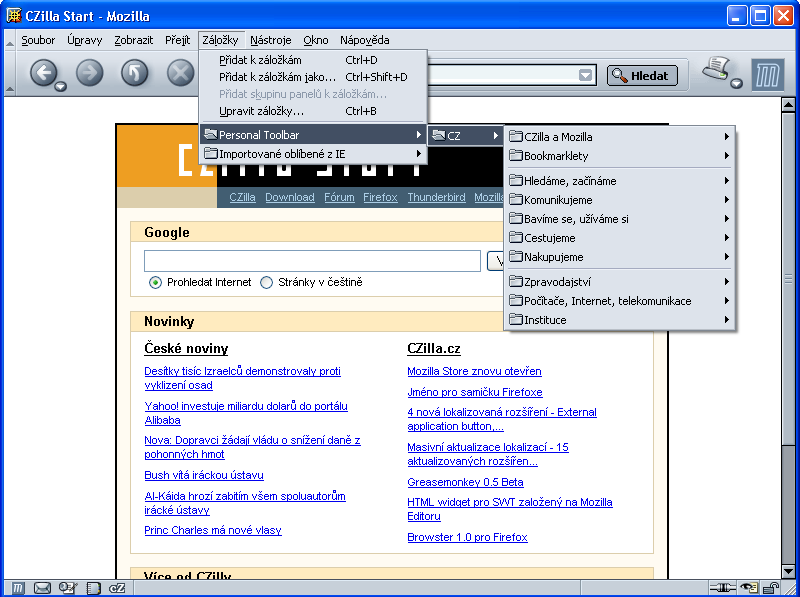 CZilla Start - Mozilla
Soubor Úpravy Zobrazit Přejít Záložky Nástroje Okno Nápověda
Přidat k záložkám Ctrl+D
Přidat k záložkám jako... Ctrl+Shift+D
Přidat skupinu panelů k záložkám...
Upravit záložky... Ctrl+B
Personal Toolbar
Importované oblíbené z IE
CZ
CZilla a Mozilla
Bookmarklety
Hledáme, začínáme
Komunikujeme
Bavíme se, užíváme si
Cestujeme
Nakupujeme
Zpravodajství
Počítače, Internet, telekomunikace
Instituce
Hledat
CZilla Download Fórum Firefox Thunderbird Mozilla
Google
Prohledat Internet Stránky v češtině
Novinky
České noviny
Desítky tisíc Izraelců demonstrovaly proti
vyklizení osad
Yahoo! investuje miliardu dolarů do portálu
Alibaba
Nova: Dopravci žádají vládu o snížení daně z
pohonných hmot
Bush vítá iráckou ústavu
Al-Káida hrozí zabitím všem spoluautorům
irácké ústavy
Princ Charles má nové vlasy
CZilla.cz
Mozilla Store znovu otevřen
Jméno pro samičku Firefoxe
4 nová lokalizovaná rozšíření - External
application button,...
Masivní aktualizace lokalizací - 15
aktualizovaných rozšířen...
Greasemonkey 0.5 Beta
HTML widget pro SWT založený na Mozilla
Editoru
Browster 1.0 pro Firefox
Více od CZilly
cZ